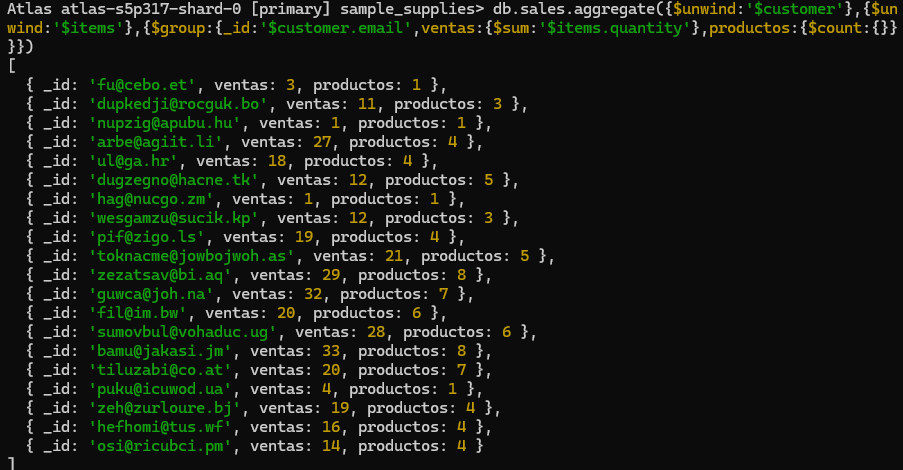 Atlas atlas-s5p317-shard-0 [primary] sample_supplies> db.sales.aggregate({$unwind:'$customer'},{$un
wind:'$items'},{$group:{_id:'$customer.email',ventas:{$sum:'$items.quantity'},productos:{$count:{}}
}})
[
  { _id: 'fu@cebo.et', ventas: 3, productos: 1 },
  { _id: 'dupkedji@rocguk.bo', ventas: 11, productos: 3 },
  { _id: 'nupzig@apubu.hu', ventas: 1, productos: 1 },
  { _id: 'arbe@agiit.li', ventas: 27, productos: 4 },
  { _id: 'ul@ga.hr', ventas: 18, productos: 4 },
  { _id: 'dugzegno@hacne.tk', ventas: 12, productos: 5 },
  { _id: 'hag@nucgo.zm', ventas: 1, productos: 1 },
  { _id: 'wesgamzu@sucik.kp', ventas: 12, productos: 3 },
  { _id: 'pif@zigo.ls', ventas: 19, productos: 4 },
  { _id: 'toknacme@jowbojwoh.as', ventas: 21, productos: 5 },
  { _id: 'zezatsav@bi.aq', ventas: 29, productos: 8 },
  { _id: 'guwca@joh.na', ventas: 32, productos: 7 },
  { _id: 'fil@im.bw', ventas: 20, productos: 6 },
  { _id: 'sumovbul@vohaduc.ug', ventas: 28, productos: 6 },
  { _id: 'bamu@jakasi.jm', ventas: 33, productos: 8 },
  { _id: 'tiluzabi@co.at', ventas: 20, productos: 7 },
  { _id: 'puku@icuwod.ua', ventas: 4, productos: 1 },
  { _id: 'zeh@zurloure.bj', ventas: 19, productos: 4 },
  { _id: 'hefhomi@tus.wf', ventas: 16, productos: 4 },
  { _id: 'osi@ricubci.pm', ventas: 14, productos: 4 }
]